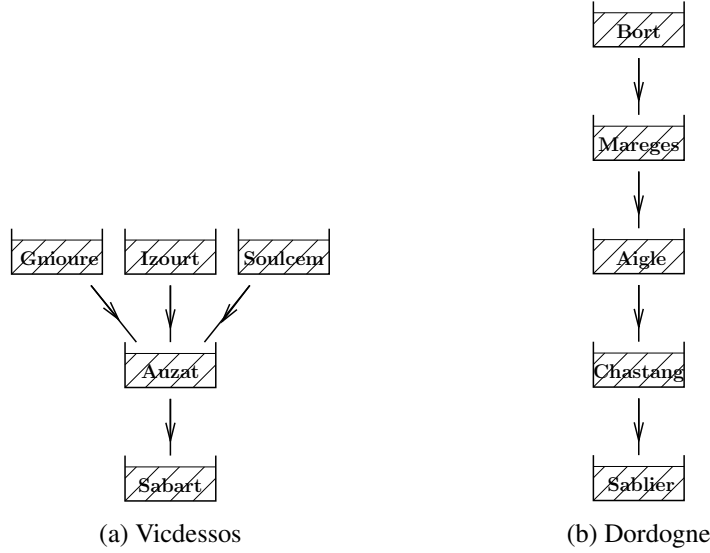 Gnioure
Izourt
Soulcem
Auzat
Sabart
(a) Vicdessos
Bort
Mareges
Aigle
Chastang
Sablier
(b) Dordogne